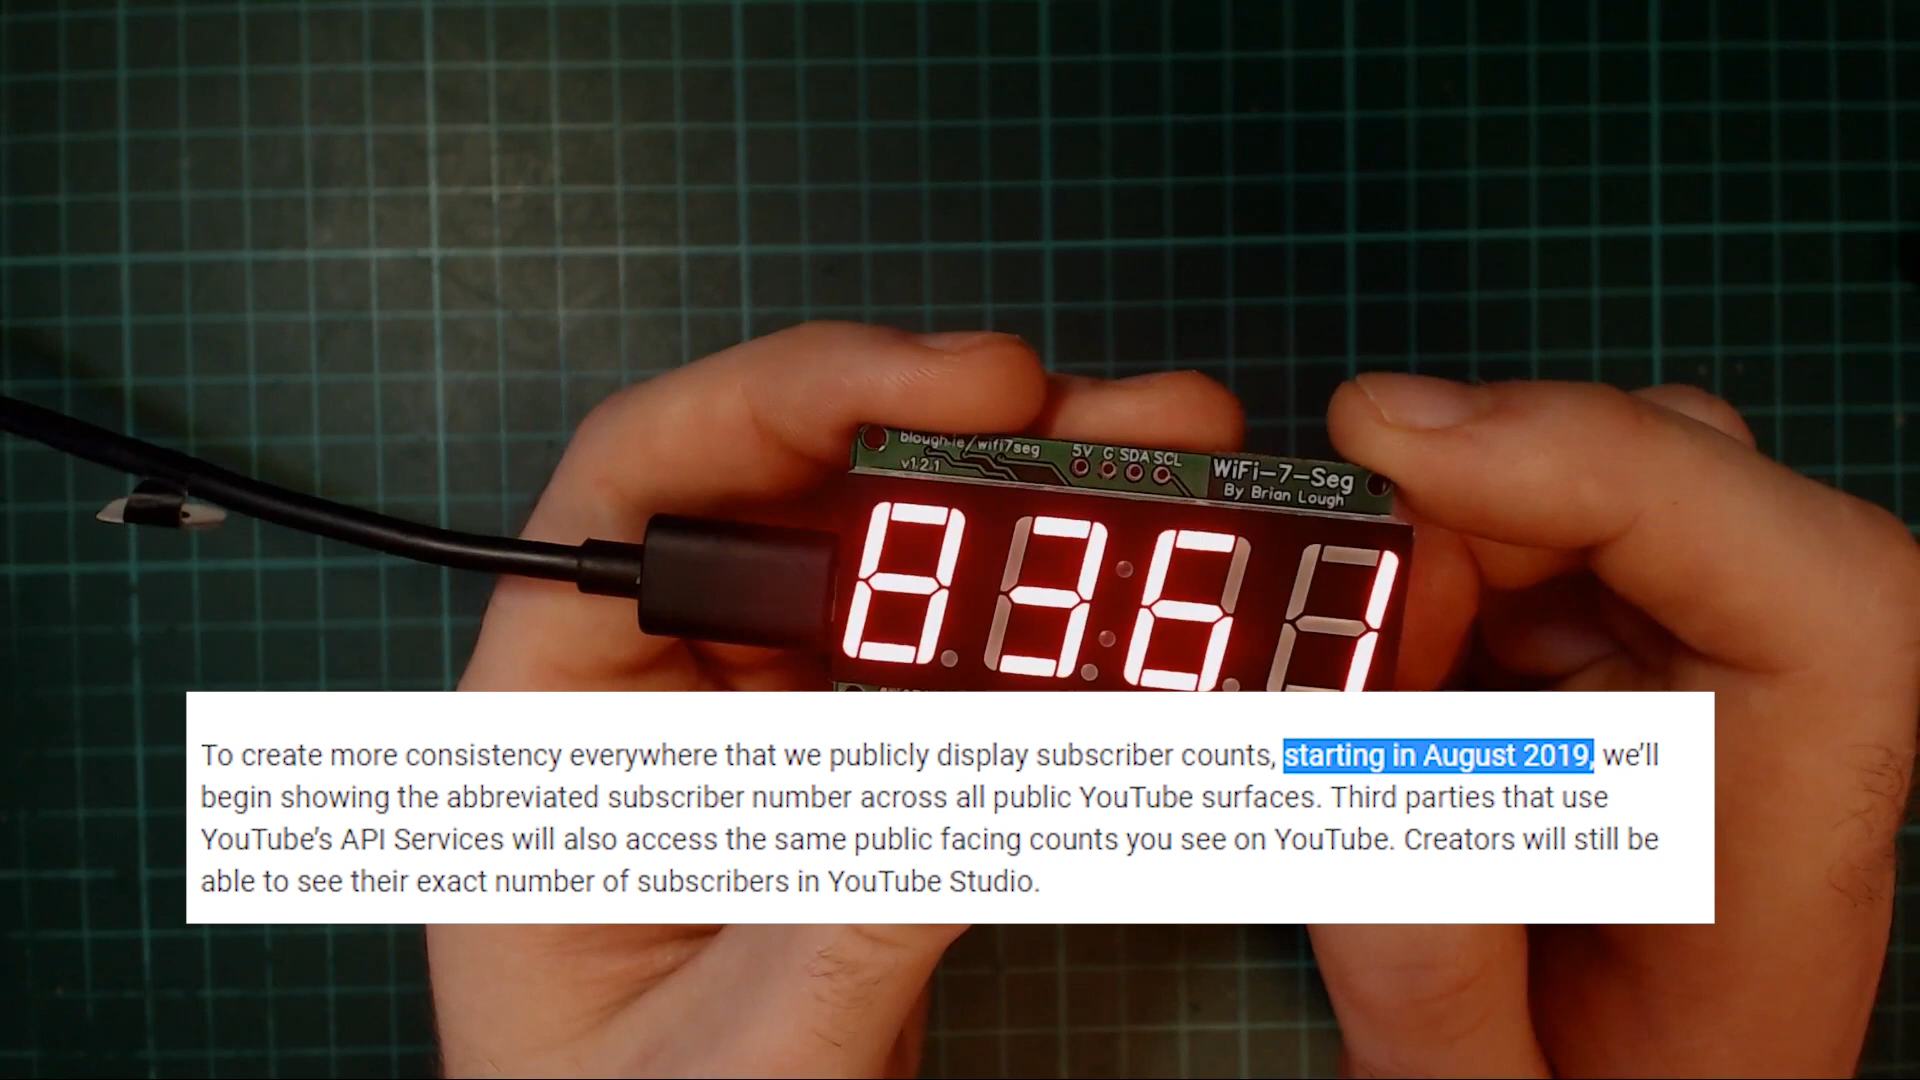 blough.ie/wifi7seg
v1.2.1
5V G SDA SCL
WiFi-7-Seg
By Brian Lough
8361
To create more consistency everywhere that we publicly display subscriber counts, starting in August 2019, we’ll
begin showing the abbreviated subscriber number across all public YouTube surfaces. Third parties that use
YouTube’s API Services will also access the same public facing counts you see on YouTube. Creators will still be
able to see their exact number of subscribers in YouTube Studio.